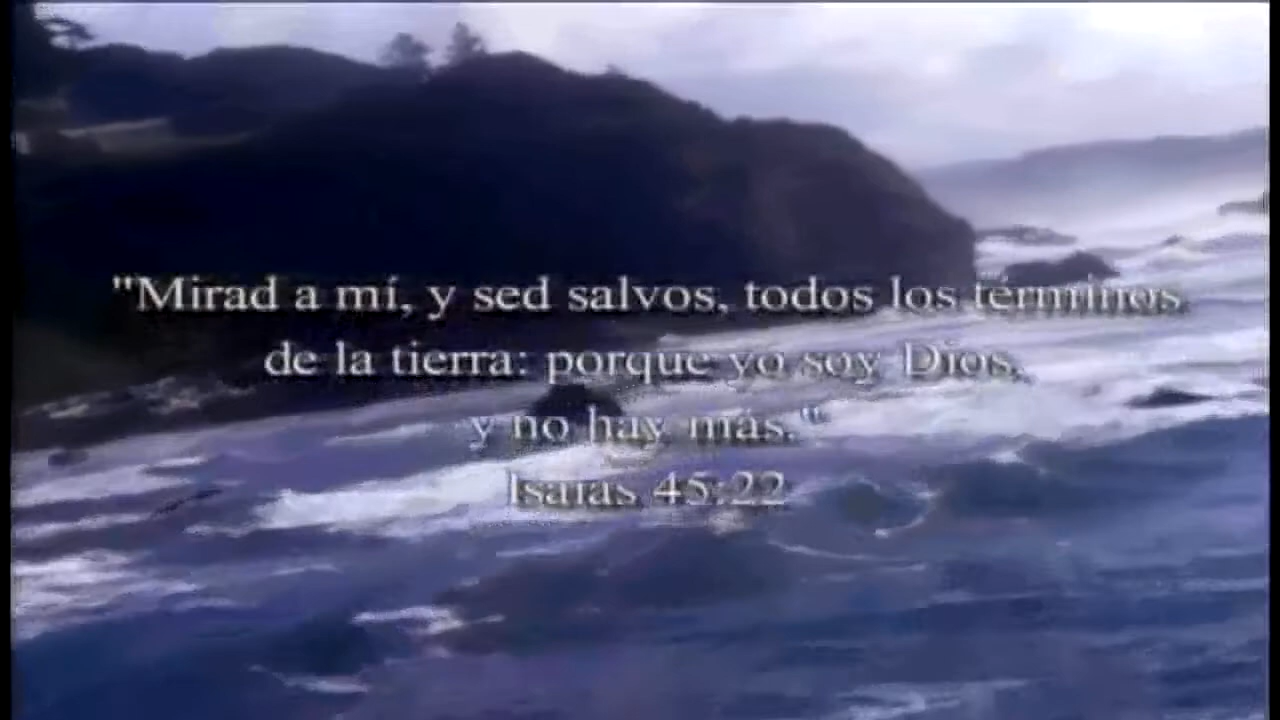 "Mirad a mí, y sed salvos, todos los términos
de la tierra: porque yo soy Dios,
y no hay más."
Isaías 45:22